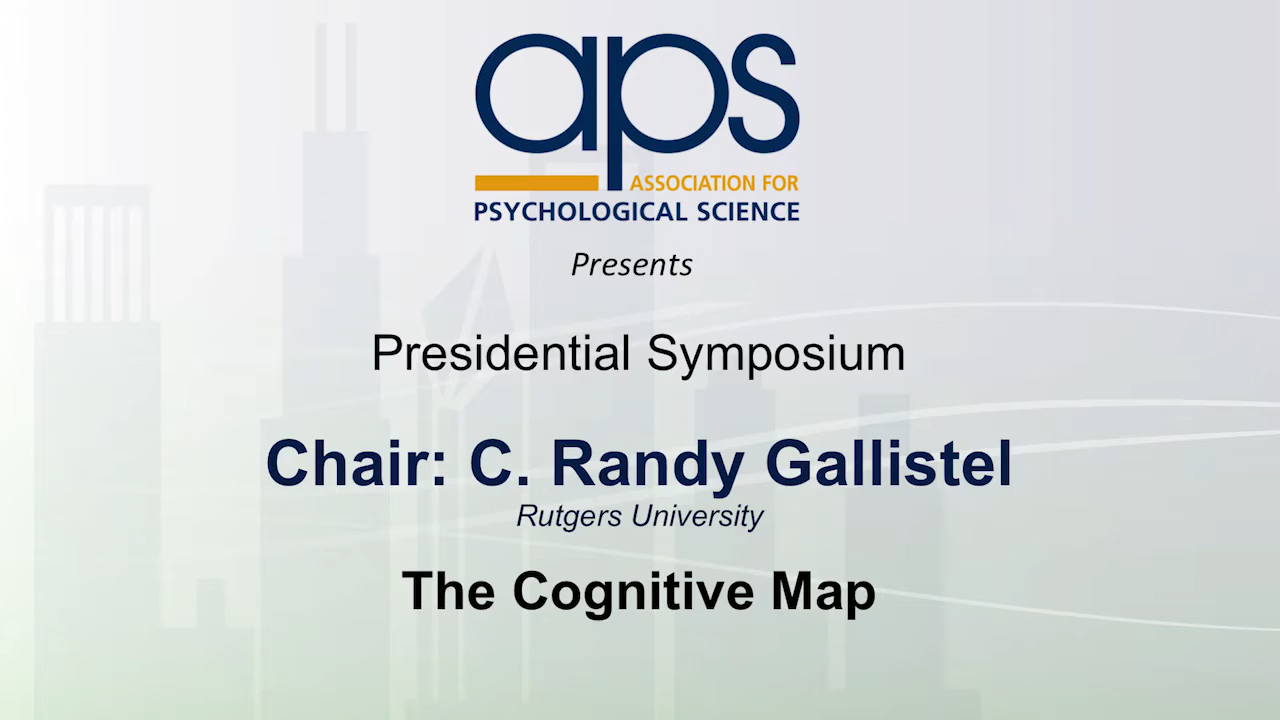 aps
ASSOCIATION FOR
PSYCHOLOGICAL SCIENCE
Presents
Presidential Symposium
Chair: C. Randy Gallistel
Rutgers University
The Cognitive Map